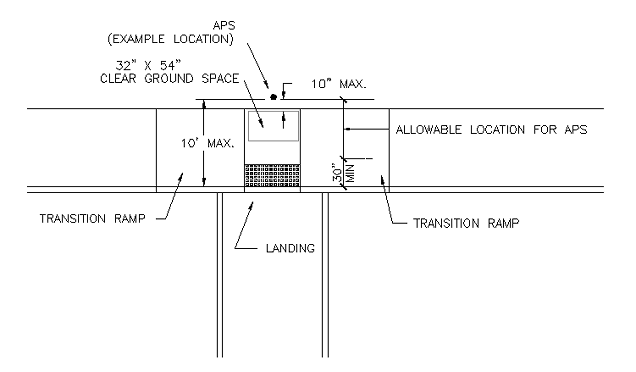 APS
(EXAMPLE LOCATION)
32" X 54"
CLEAR GROUND SPACE
10" MAX.
ALLOWABLE LOCATION FOR APS
10' MAX.
30"
MIN
TRANSITION RAMP
TRANSITION RAMP
LANDING